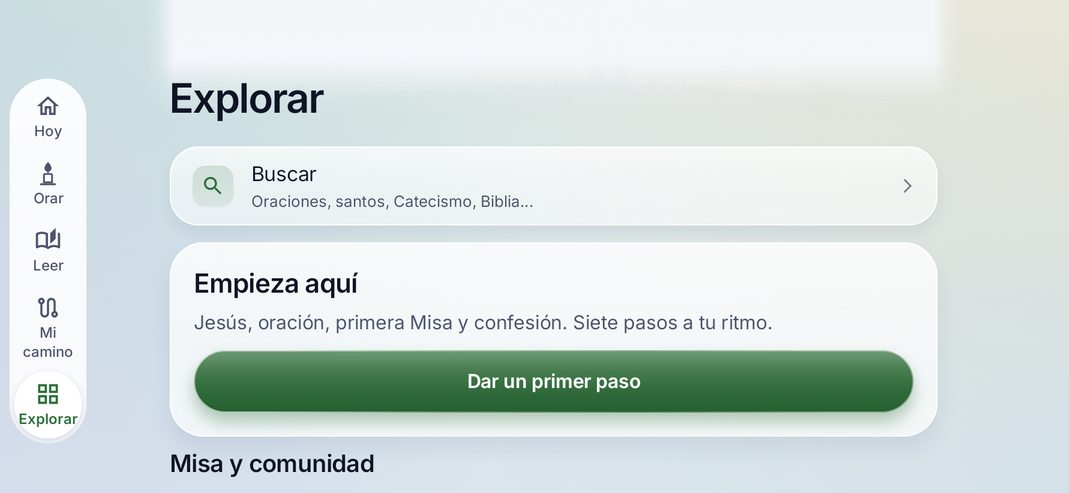 Explorar
Buscar
Oraciones, santos, Catecismo, Biblia...
Empieza aquí
Jesús, oración, primera Misa y confesión. Siete pasos a tu ritmo.
Dar un primer paso
Misa y comunidad
Hoy
Orar
Leer
Mi
camino
Explorar